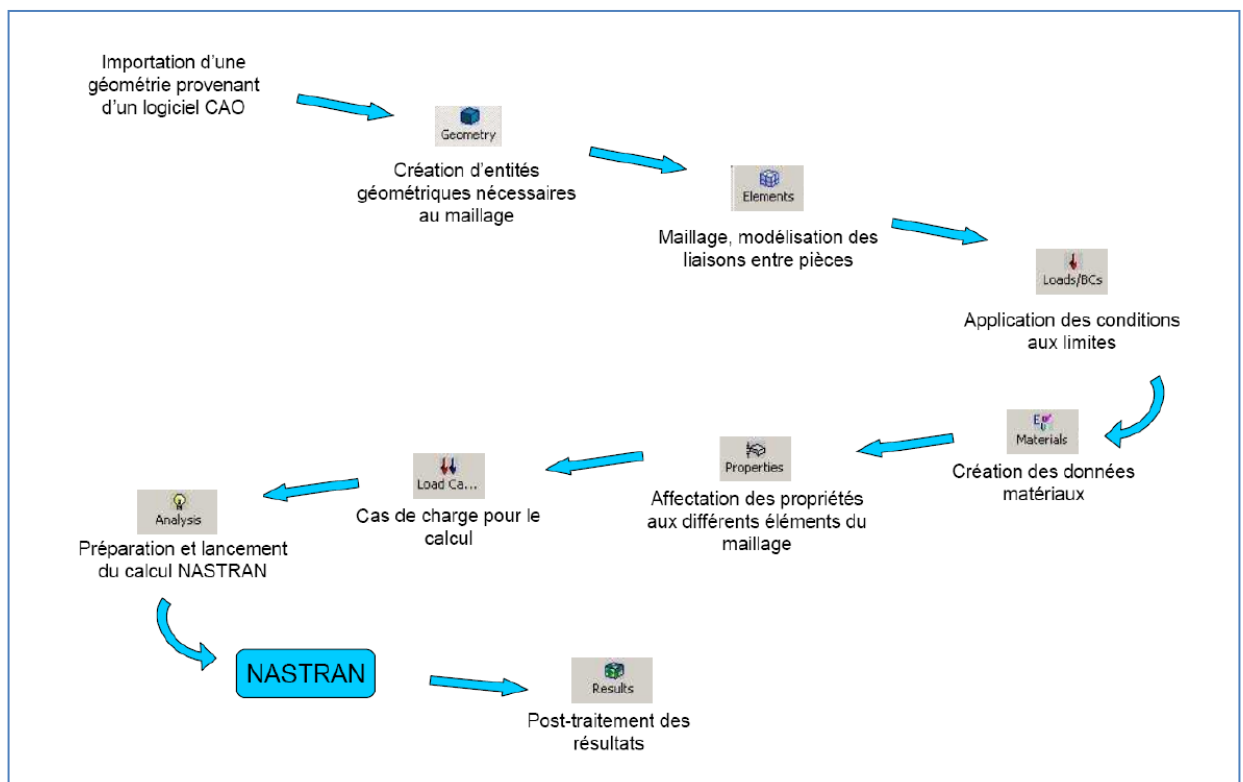 Importation d'une
géométrie provenant
d'un logiciel CAO
Geometry
Création d'entités
géométriques nécessaires
au maillage
Elements
Maillage, modélisation des
liaisons entre pièces
Loads/BCs
Application des conditions
aux limites
Materials
Création des données
matériaux
Properties
Affectation des propriétés
aux différents éléments du
maillage
Load Ca...
Cas de charge pour le
calcul
Analysis
Préparation et lancement
du calcul NASTRAN
NASTRAN
Results
Post-traitement des
résultats